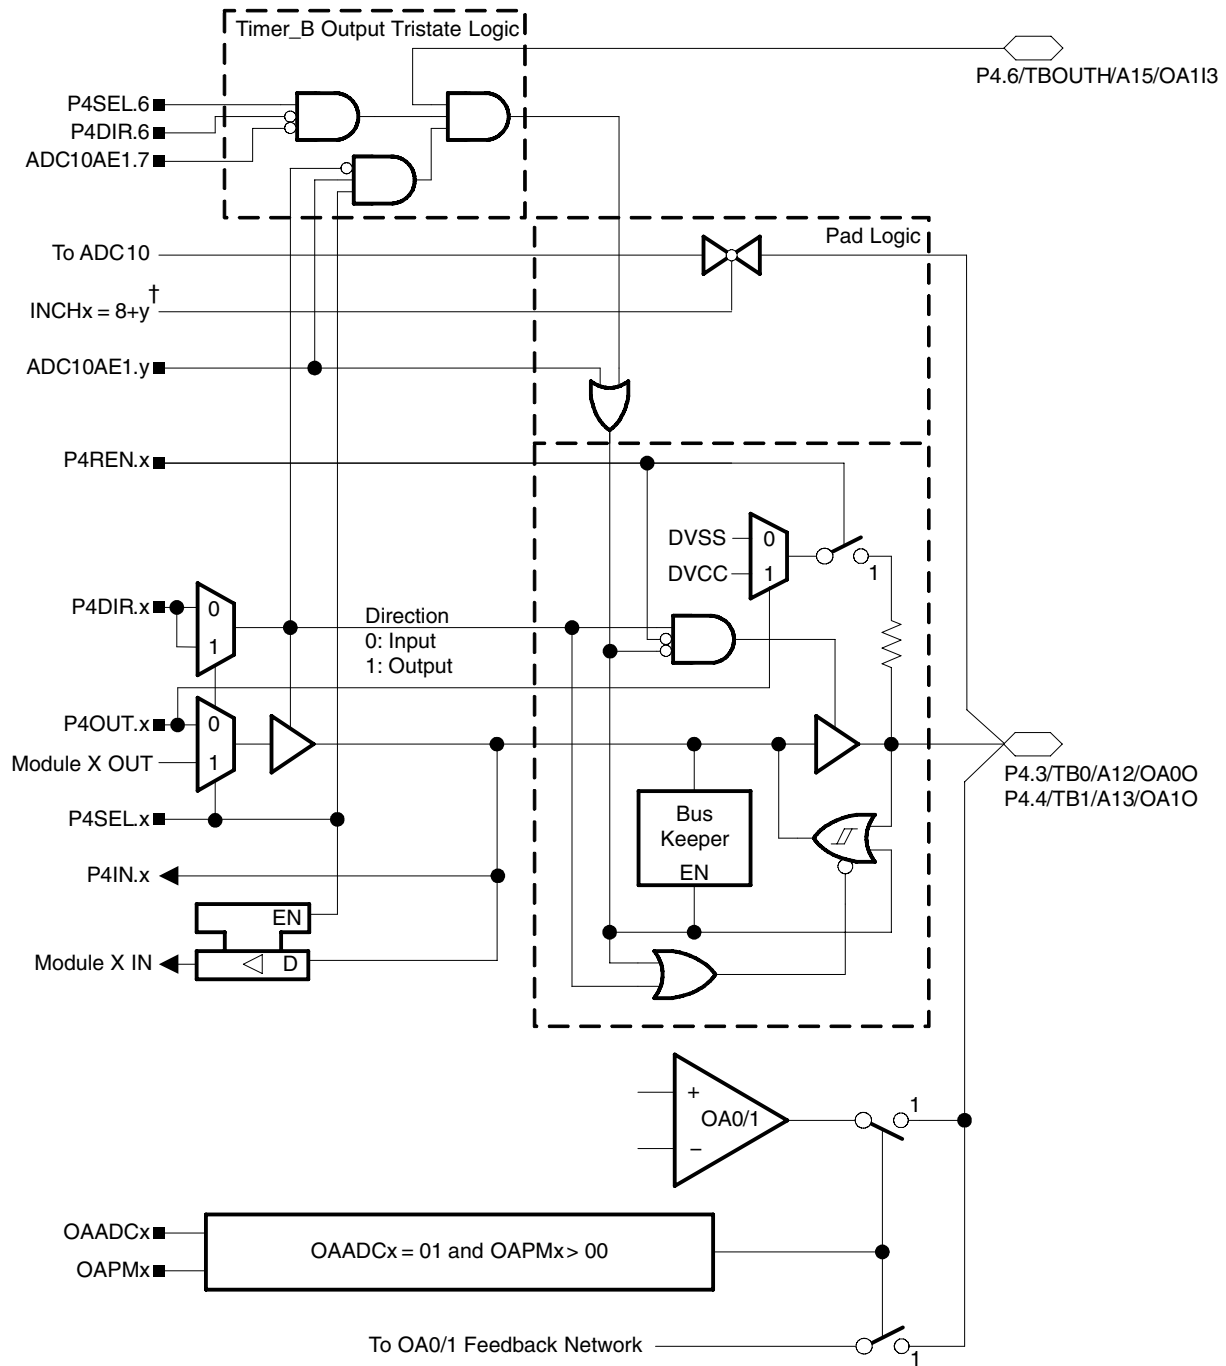 Timer_B Output Tristate Logic
P4.6/TBOUTH/A15/OA1I3
P4SEL.6
P4DIR.6
ADC10AE1.7
Pad Logic
To ADC10
INCHx = 8+y†
ADC10AE1.y
P4REN.x
DVSS
0
DVCC
1
1
P4DIR.x
0
1
Direction
0: Input
1: Output
P4OUT.x
0
Module X OUT
1
P4.3/TB0/A12/OA0O
P4.4/TB1/A13/OA1O
P4SEL.x
Bus
Keeper
EN
P4IN.x
EN
Module X IN
D
+
OA0/1
−
1
OAADCx
OAPMx
OAADCx = 01 and OAPMx > 00
To OA0/1 Feedback Network
1